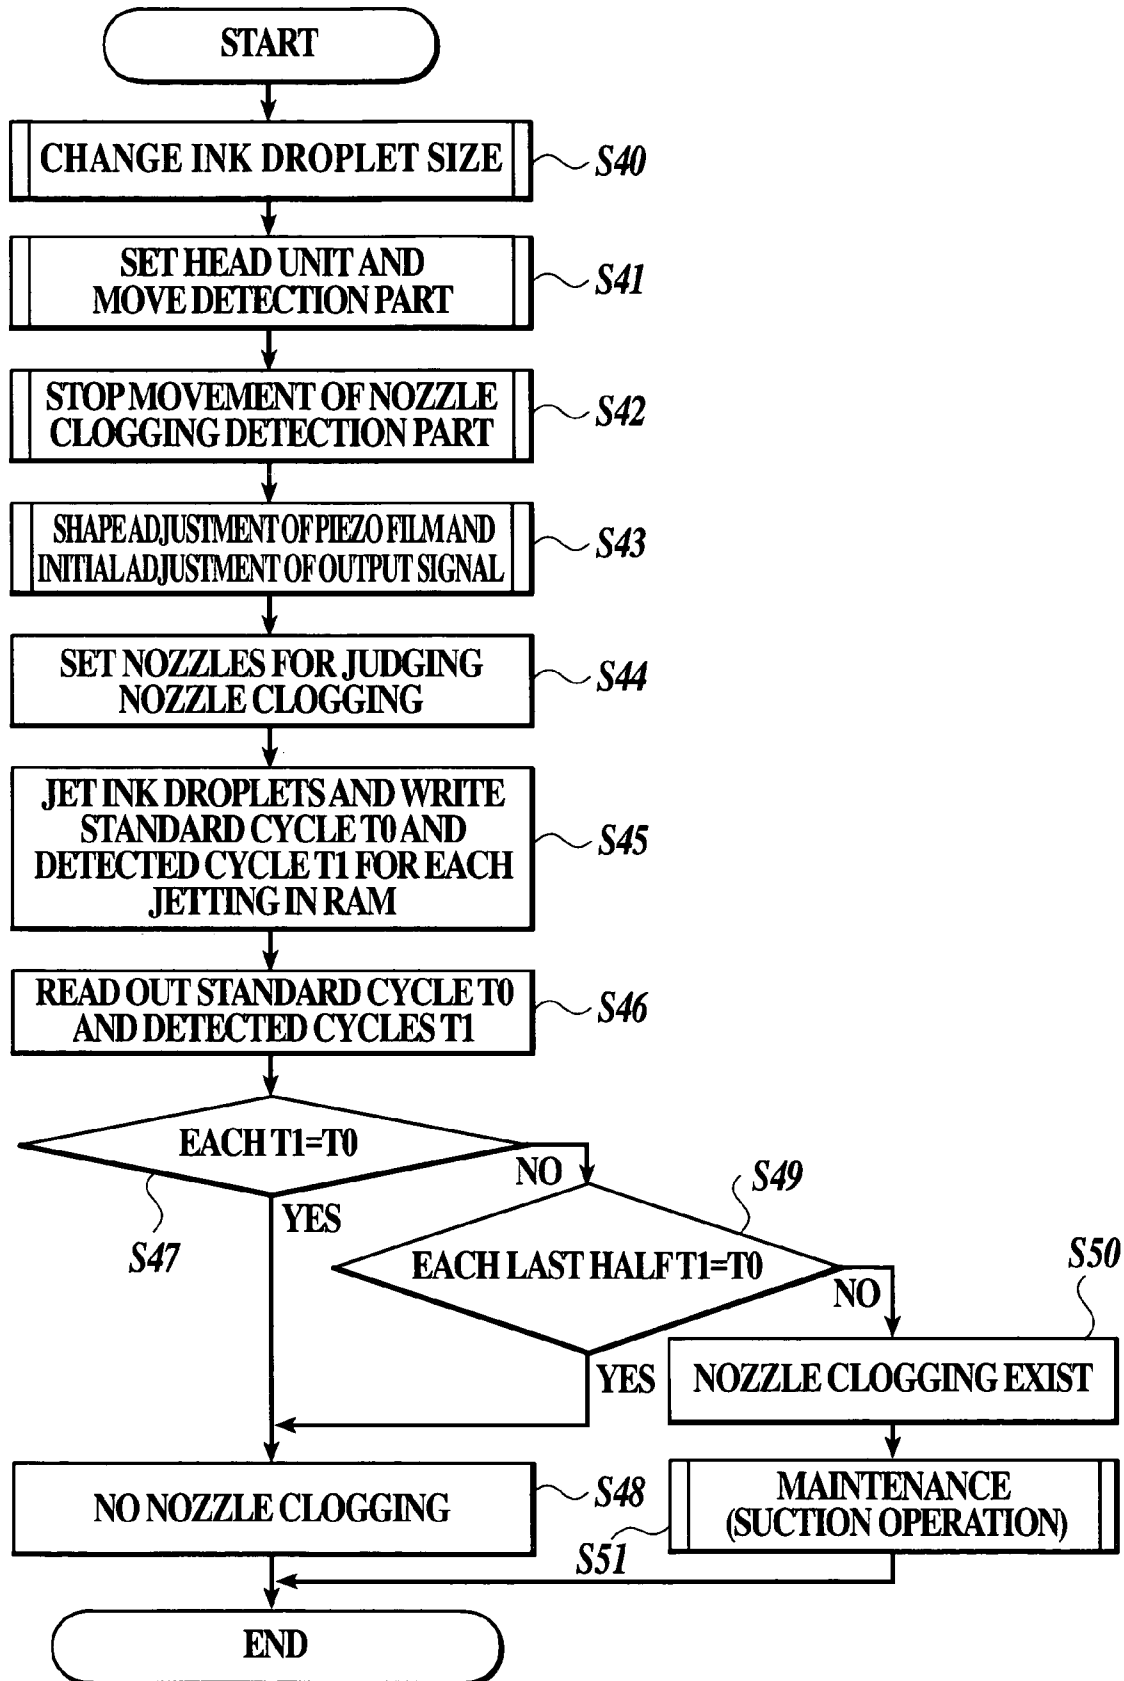 START
CHANGE INK DROPLET SIZE
S40
SET HEAD UNIT AND
MOVE DETECTION PART
S41
STOP MOVEMENT OF NOZZLE
CLOGGING DETECTION PART
S42
SHAPE ADJUSTMENT OF PIEZO FILM AND
INITIAL ADJUSTMENT OF OUTPUT SIGNAL
S43
SET NOZZLES FOR JUDGING
NOZZLE CLOGGING
S44
JET INK DROPLETS AND WRITE
STANDARD CYCLE T0 AND
DETECTED CYCLE T1 FOR EACH
JETTING IN RAM
S45
READ OUT STANDARD CYCLE T0
AND DETECTED CYCLES T1
S46
EACH T1=T0
NO
YES
S47
S49
EACH LAST HALF T1=T0
NO
YES
S50
NOZZLE CLOGGING EXIST
NO NOZZLE CLOGGING
S48
MAINTENANCE
(SUCTION OPERATION)
S51
END